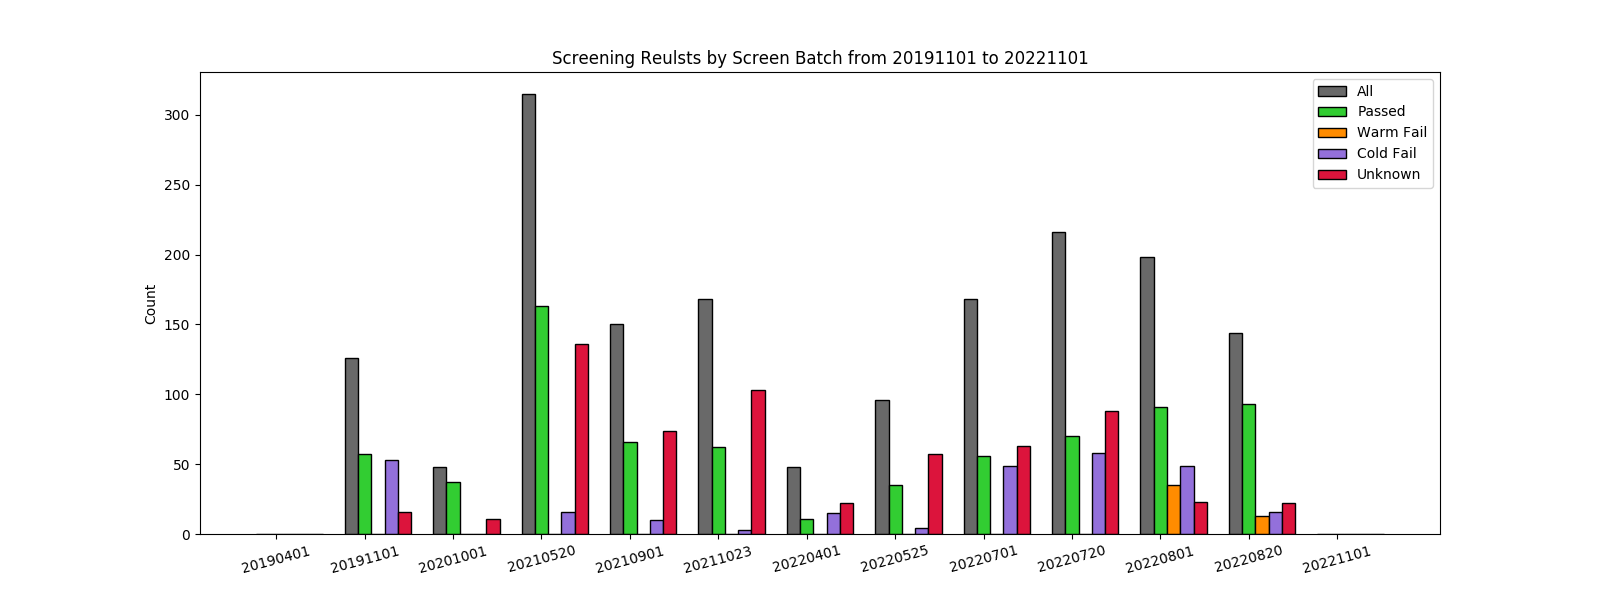 Screening Reulsts by Screen Batch from 20191101 to 20221101
All
Passed
Warm Fail
Cold Fail
Unknown
Count
300
250
200
150
100
50
0
20190401 20191101 20201001 20210520 20210901 20211023 20220401 20220525 20220701 20220720 20220801 20220820 20221101